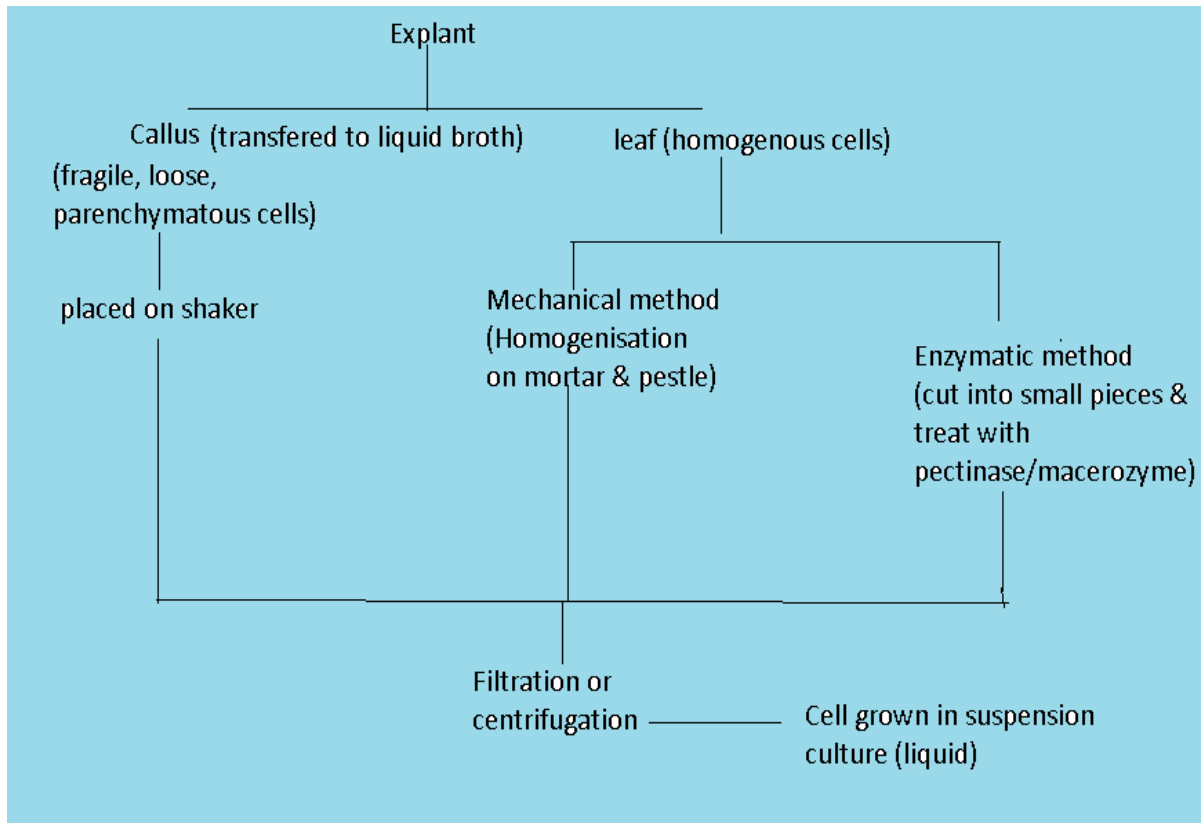 Explant
Callus (transfered to liquid broth)
(fragile, loose,
parenchymatous cells)
leaf (homogenous cells)
placed on shaker
Mechanical method
(Homogenisation
on mortar & pestle)
Enzymatic method
(cut into small pieces &
treat with
pectinase/macerozyme)
Filtration or
centrifugation
Cell grown in suspension
culture (liquid)